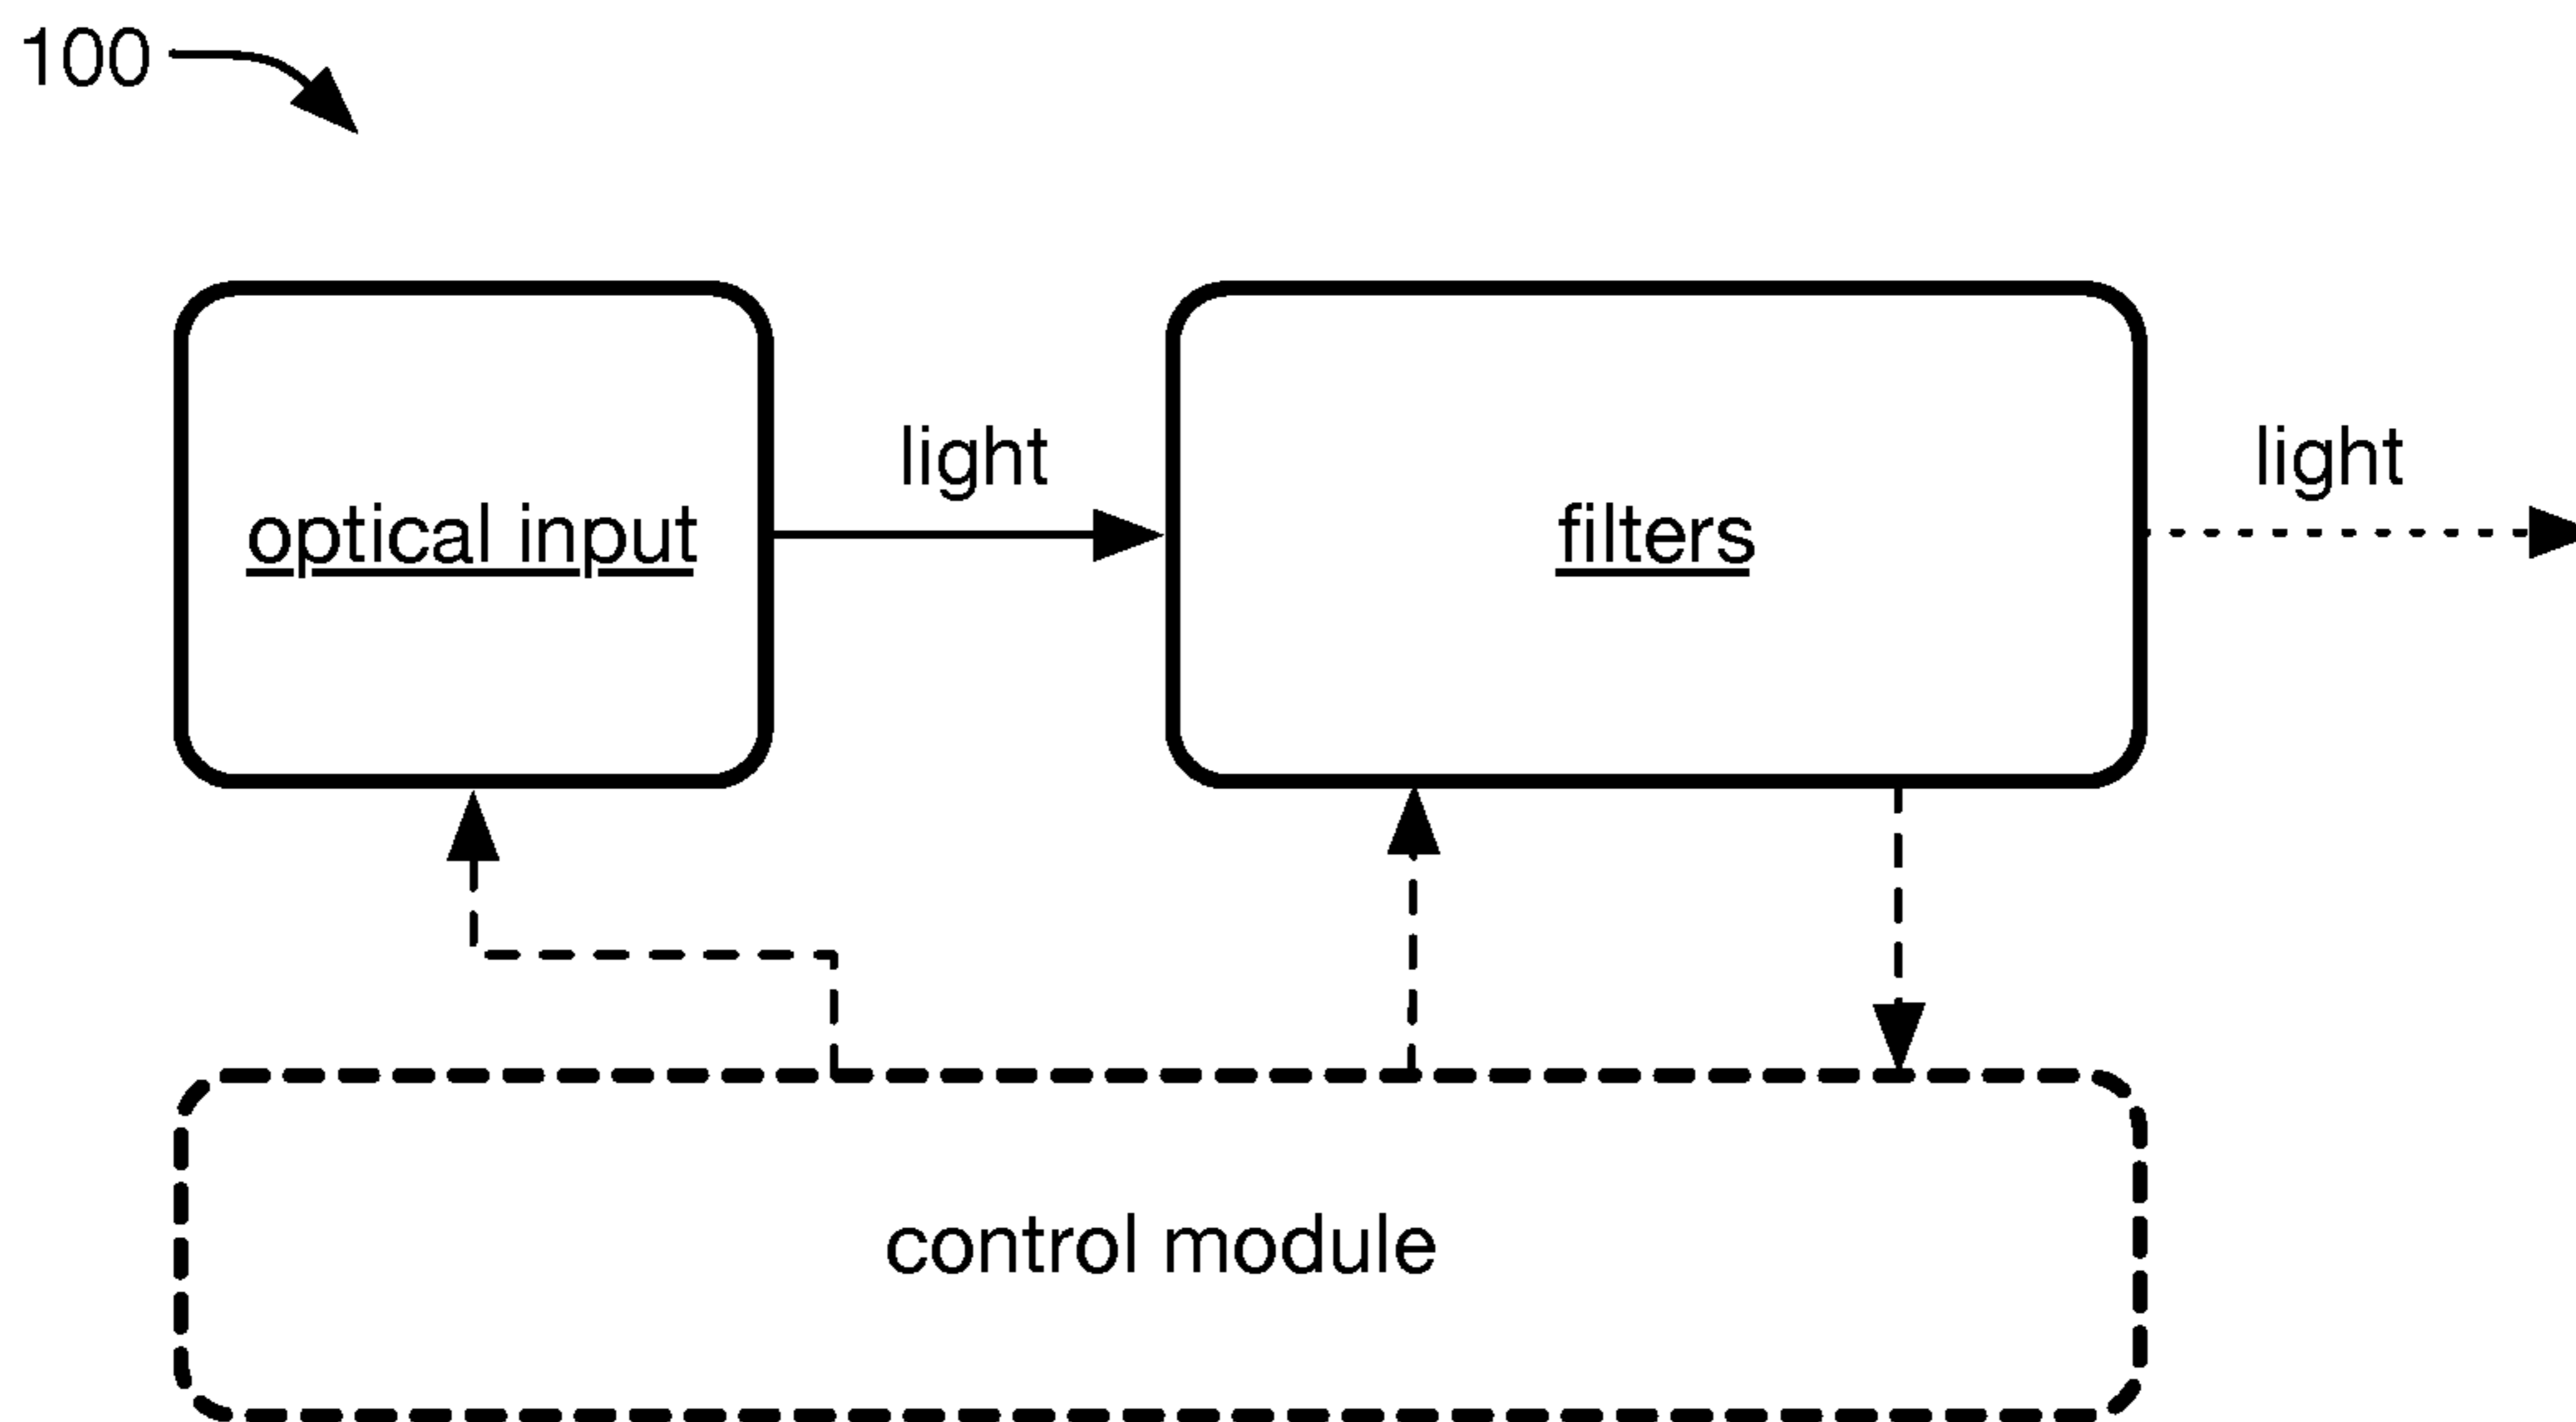 100
light
light
optical input
filters
control module